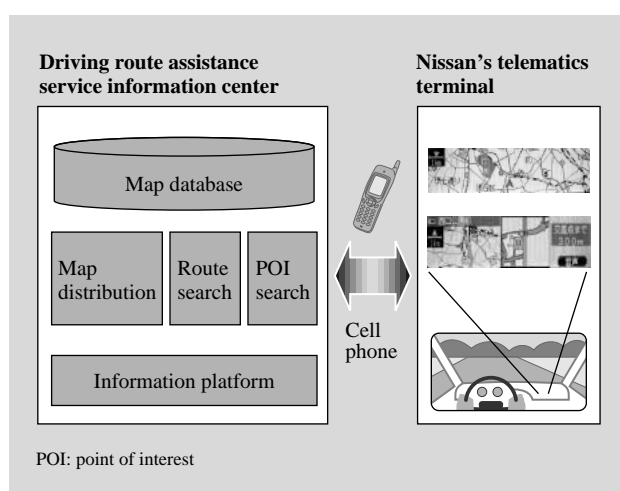 Driving route assistance
service information center
Nissan's telematics
terminal
Map database
Map
distribution
Route
search
POI
search
Information platform
Cell
phone
300m
POI: point of interest